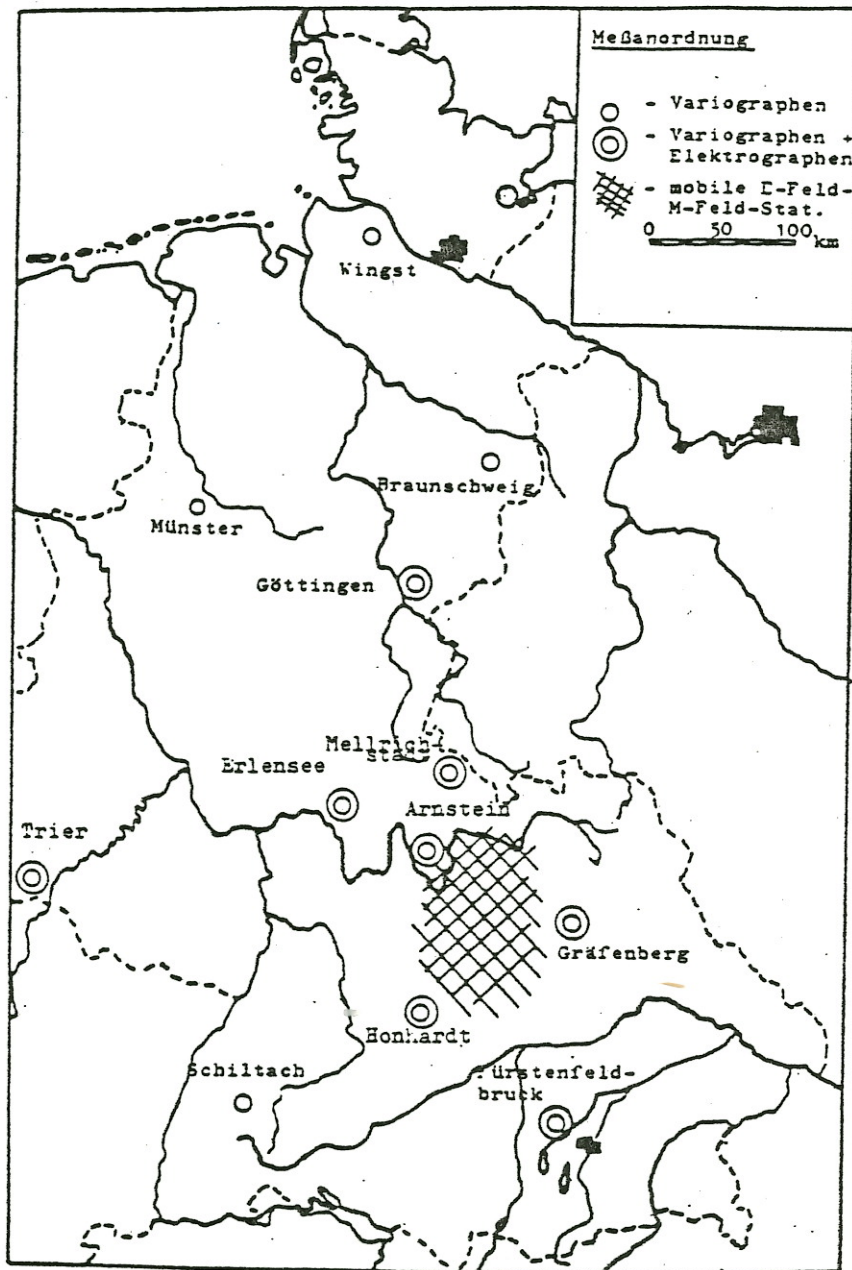 Meßanordnung
- Variographen
- Variographen +
Elektrographen
- mobile E-Feld-
M-Feld-Stat.
0 50 100
km
Wingst
Braunschweig
Münster
Göttingen
Mellrich-
stadt
Erlensee
Arnstein
Trier
Gräfenberg
Honhardt
Schiltach
Fürstenfeld-
bruck